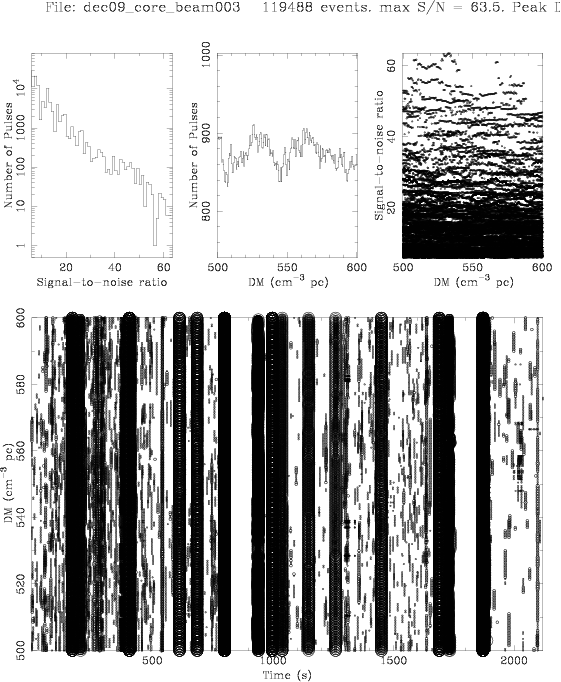 File: dec09_core_beam003 119488 events. max S/N = 63.5. Peak D
Number of Pulses
1 10 100 1000 10^4
20 40 60
Signal-to-noise ratio
Number of Pulses
800 900 1000
500 550 600
DM (cm^-3 pc)
Signal-to-noise ratio
20 40 60
500 550 600
DM (cm^-3 pc)
DM (cm^-3 pc)
500 520 540 560 580 600
500 1000 1500 2000
Time (s)